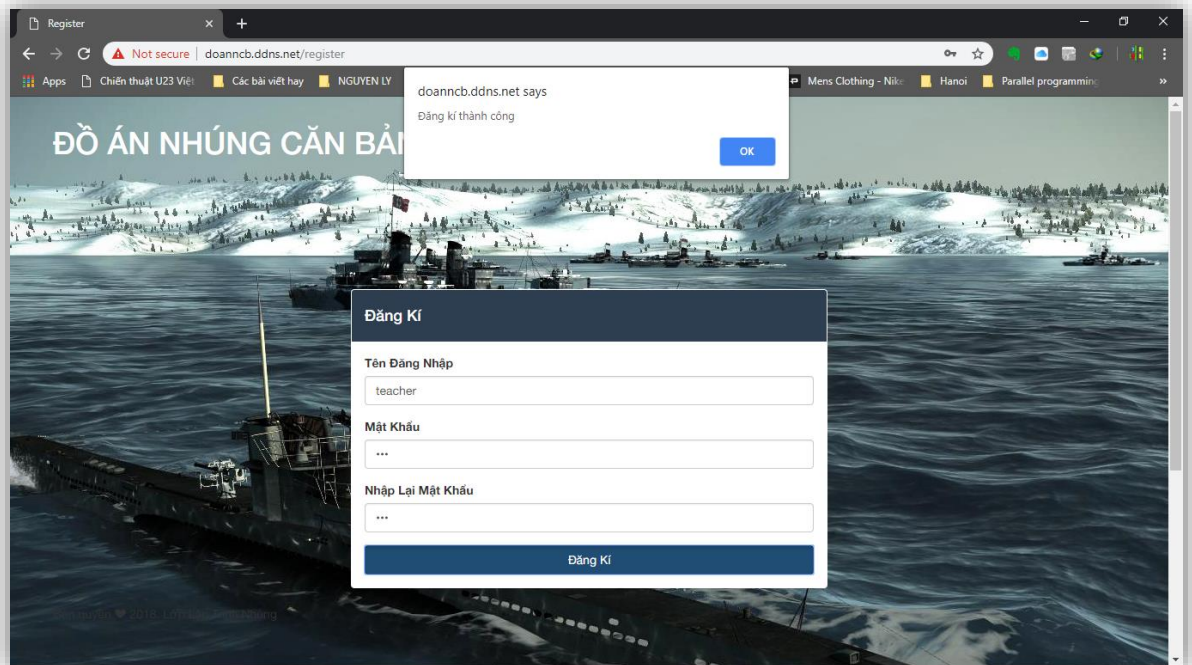 Register
Not secure | doanncb.ddns.net/register
Apps
Chiến thuật U23 Việt
Các bài viết hay
NGUYEN LY
Mens Clothing - Nike
Hanoi
Parallel programming
»
doanncb.ddns.net says
Đăng kí thành công
OK
ĐỒ ÁN NHÚNG CĂN BẢN
Đăng Kí
Tên Đăng Nhập
teacher
Mật Khẩu
•••
Nhập Lại Mật Khẩu
•••
Đăng Kí
2018